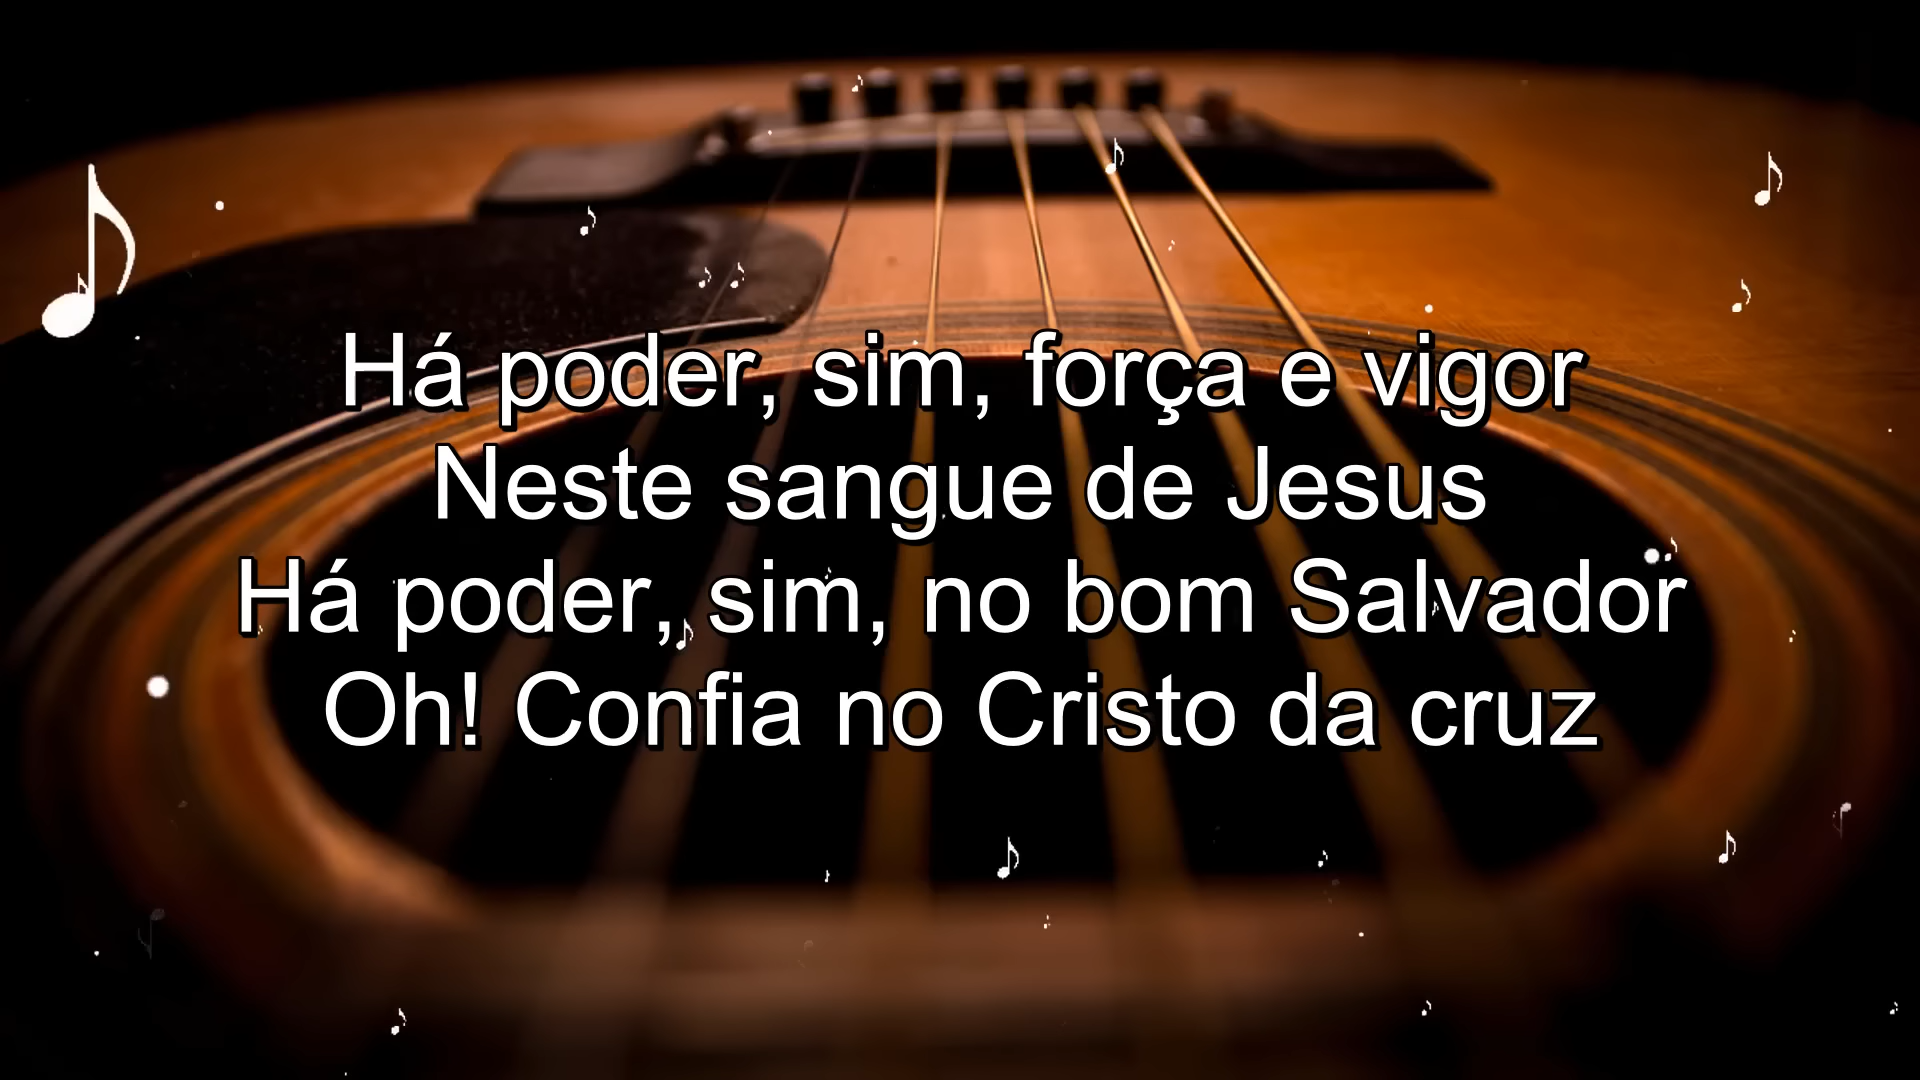 Há poder, sim, força e vigor
Neste sangue de Jesus
Há poder, sim, no bom Salvador
Oh! Confia no Cristo da cruz